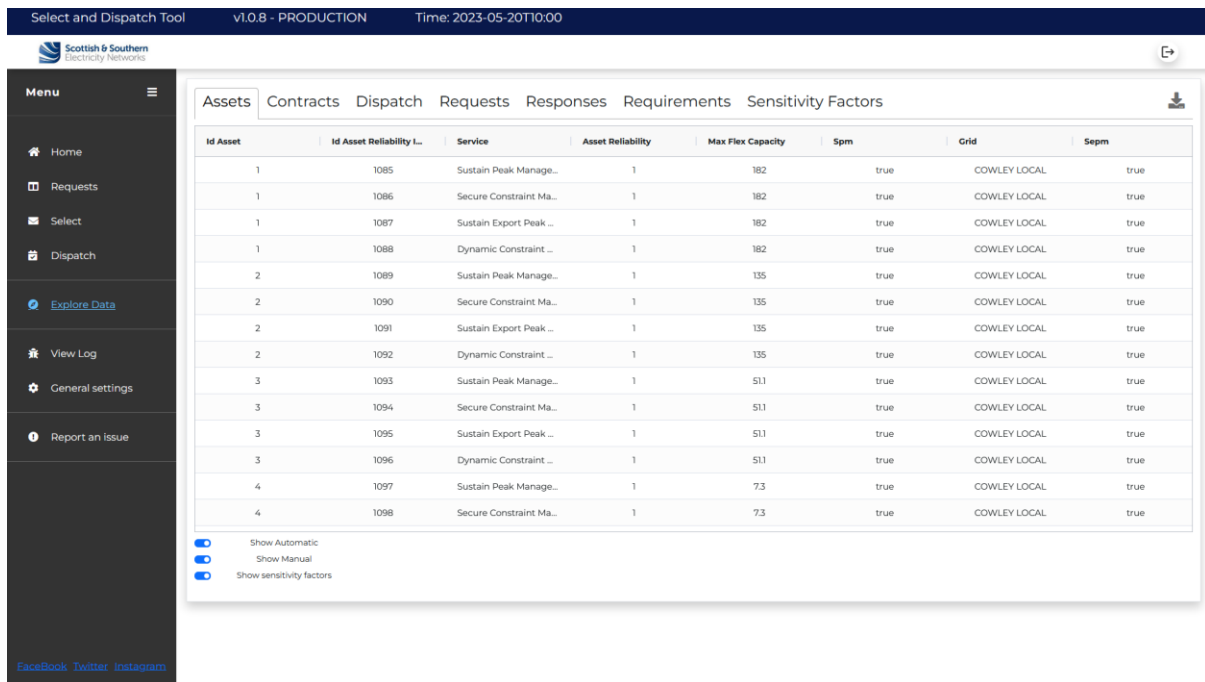 Select and Dispatch Tool v1.0.8 - PRODUCTION Time: 2023-05-20T10:00
Scottish & Southern
Electricity Networks
Menu
Home
Requests
Select
Dispatch
Explore Data
View Log
General settings
Report an issue
FaceBook Twitter Instagram
Assets Contracts Dispatch Requests Responses Requirements Sensitivity Factors
Id Asset Id Asset Reliability I... Service Asset Reliability Max Flex Capacity Spm Grid Sepm
1 1085 Sustain Peak Manage... 1 182 true COWLEY LOCAL true
1 1086 Secure Constraint Ma... 1 182 true COWLEY LOCAL true
1 1087 Sustain Export Peak ... 1 182 true COWLEY LOCAL true
1 1088 Dynamic Constraint ... 1 182 true COWLEY LOCAL true
2 1089 Sustain Peak Manage... 1 135 true COWLEY LOCAL true
2 1090 Secure Constraint Ma... 1 135 true COWLEY LOCAL true
2 1091 Sustain Export Peak ... 1 135 true COWLEY LOCAL true
2 1092 Dynamic Constraint ... 1 135 true COWLEY LOCAL true
3 1093 Sustain Peak Manage... 1 51.1 true COWLEY LOCAL true
3 1094 Secure Constraint Ma... 1 51.1 true COWLEY LOCAL true
3 1095 Sustain Export Peak ... 1 51.1 true COWLEY LOCAL true
3 1096 Dynamic Constraint ... 1 51.1 true COWLEY LOCAL true
4 1097 Sustain Peak Manage... 1 7.3 true COWLEY LOCAL true
4 1098 Secure Constraint Ma... 1 7.3 true COWLEY LOCAL true
Show Automatic
Show Manual
Show sensitivity factors